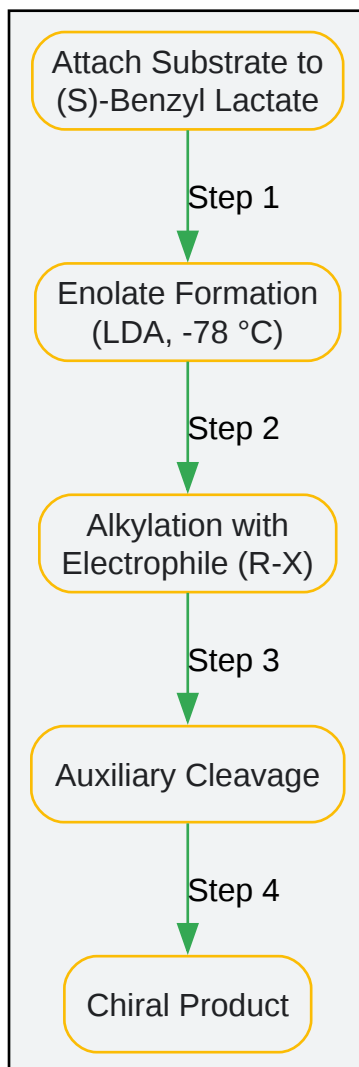 Attach Substrate to
(S)-Benzyl Lactate
Step 1
Enolate Formation
(LDA, -78 °C)
Step 2
Alkylation with
Electrophile (R-X)
Step 3
Auxiliary Cleavage
Step 4
Chiral Product